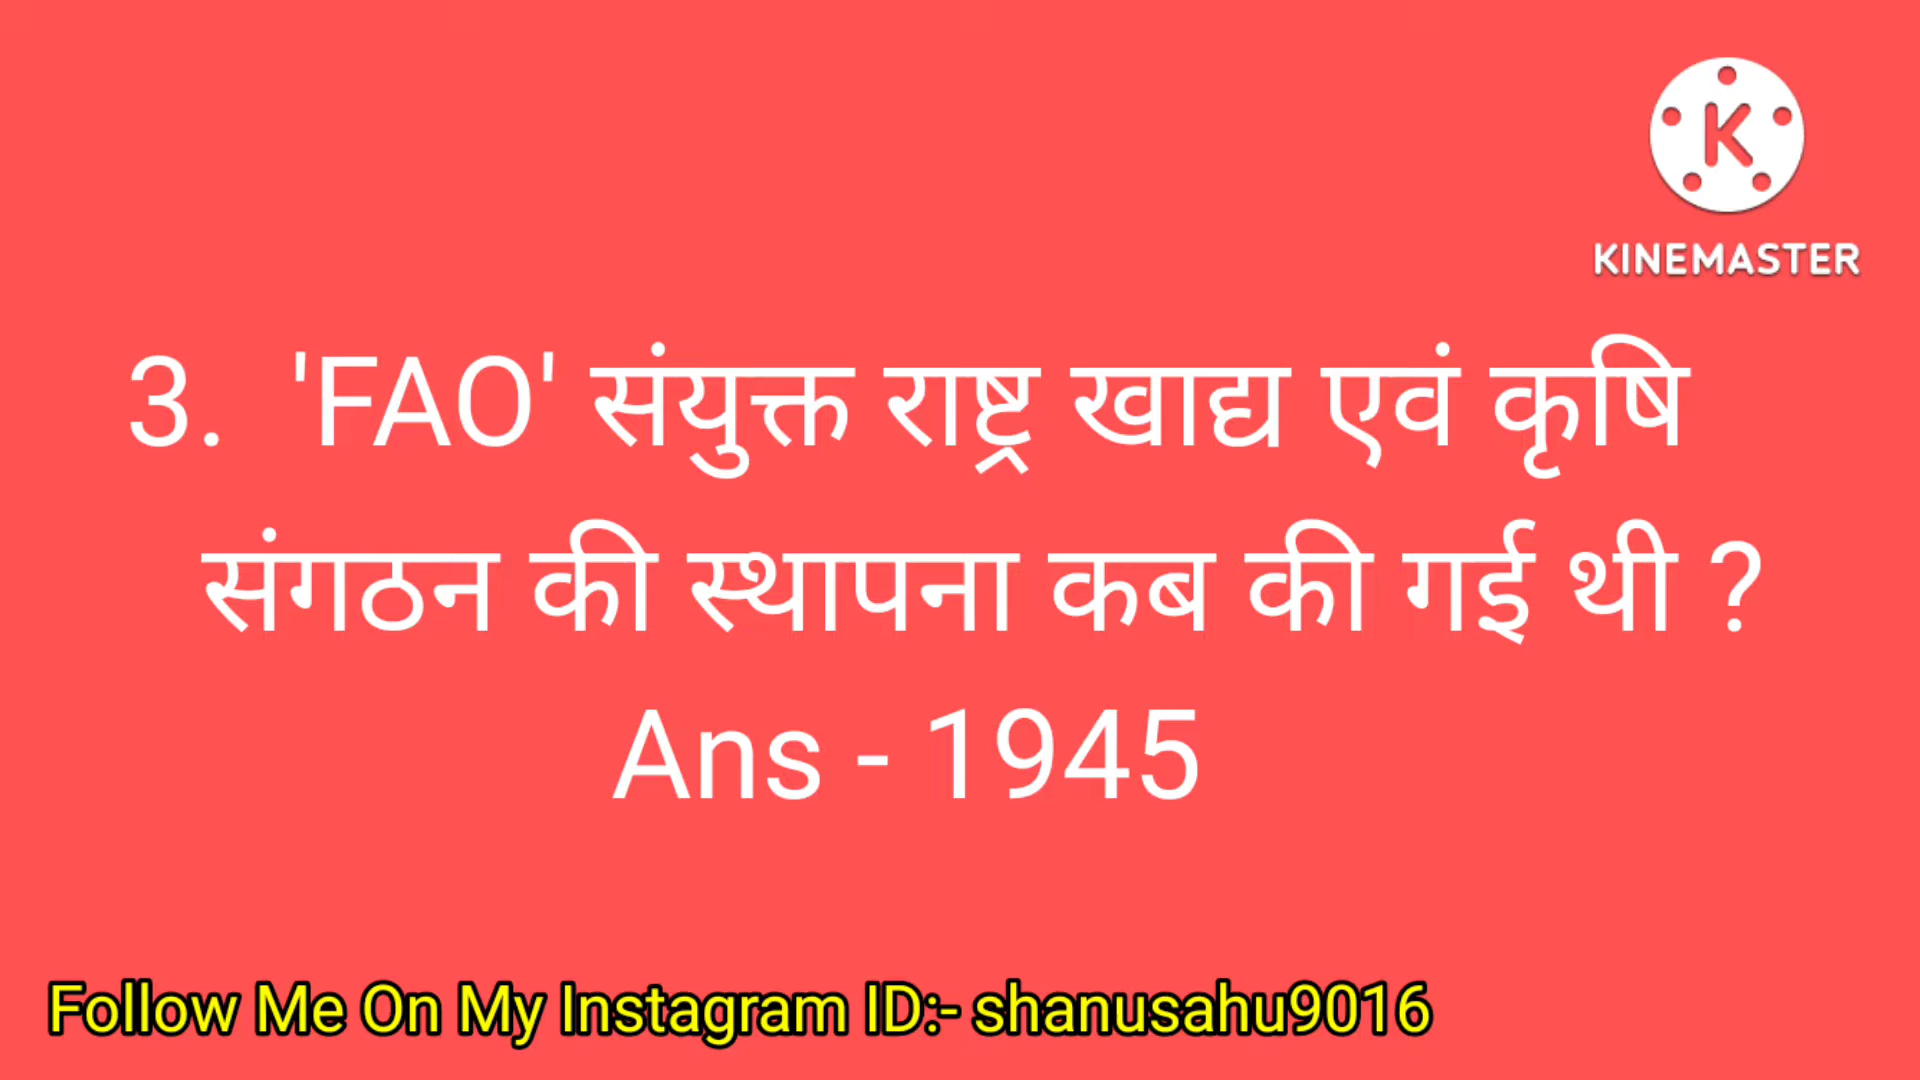 K
KINEMASTER
3. 'FAO' संयुक्त राष्ट्र खाद्य एवं कृषि
संगठन की स्थापना कब की गई थी ?
Ans - 1945
Follow Me On My Instagram ID:- shanusahu9016